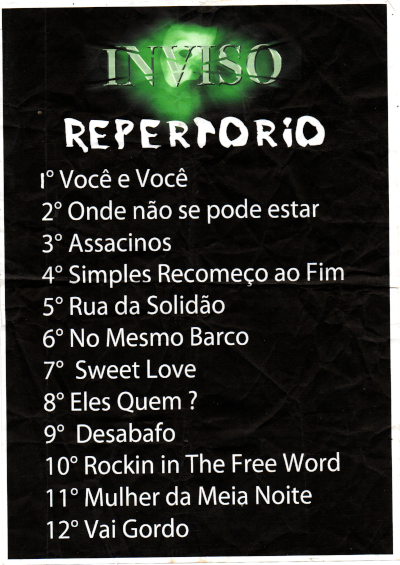 INVISO
REPERTORIO
1° Você e Você
2° Onde não se pode estar
3° Assacinos
4° Simples Recomeço ao Fim
5° Rua da Solidão
6° No Mesmo Barco
7° Sweet Love
8° Eles Quem ?
9° Desabafo
10° Rockin in The Free Word
11° Mulher da Meia Noite
12° Vai Gordo